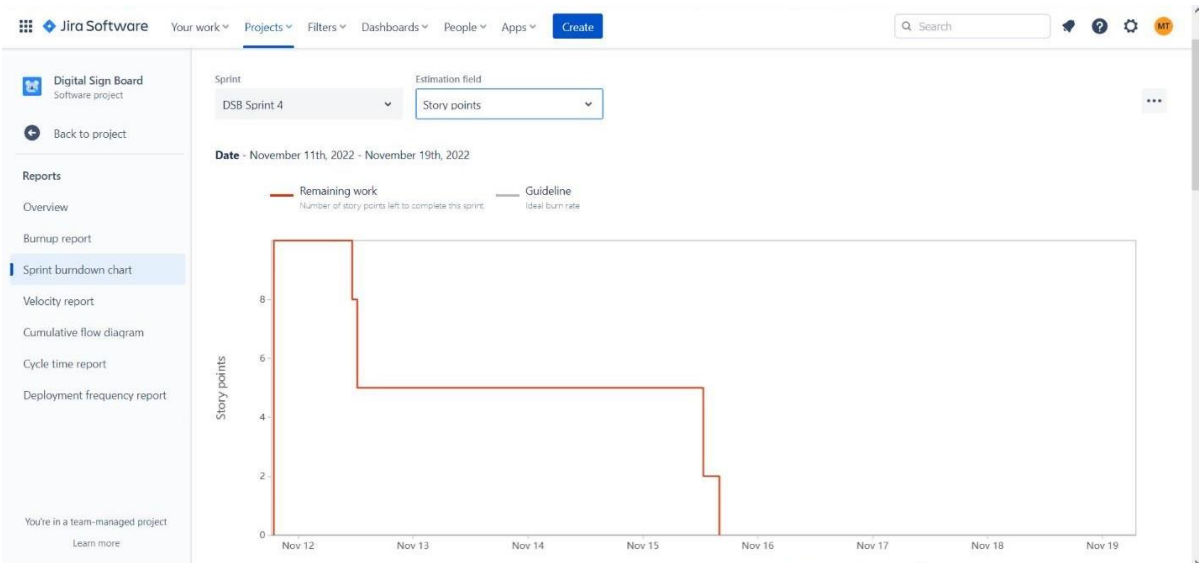 Jira Software Your work Projects Filters Dashboards People Apps Create Search MT
Digital Sign Board
Software project
Back to project
Reports
Overview
Burnup report
Sprint burndown chart
Velocity report
Cumulative flow diagram
Cycle time report
Deployment frequency report
You're in a team-managed project
Learn more
Sprint Estimation field
DSB Sprint 4 Story points
Date - November 11th, 2022 - November 19th, 2022
Remaining work Guideline
Number of story points left to complete this sprint Ideal burn rate
Story points
8
6
4
2
0
Nov 12 Nov 13 Nov 14 Nov 15 Nov 16 Nov 17 Nov 18 Nov 19